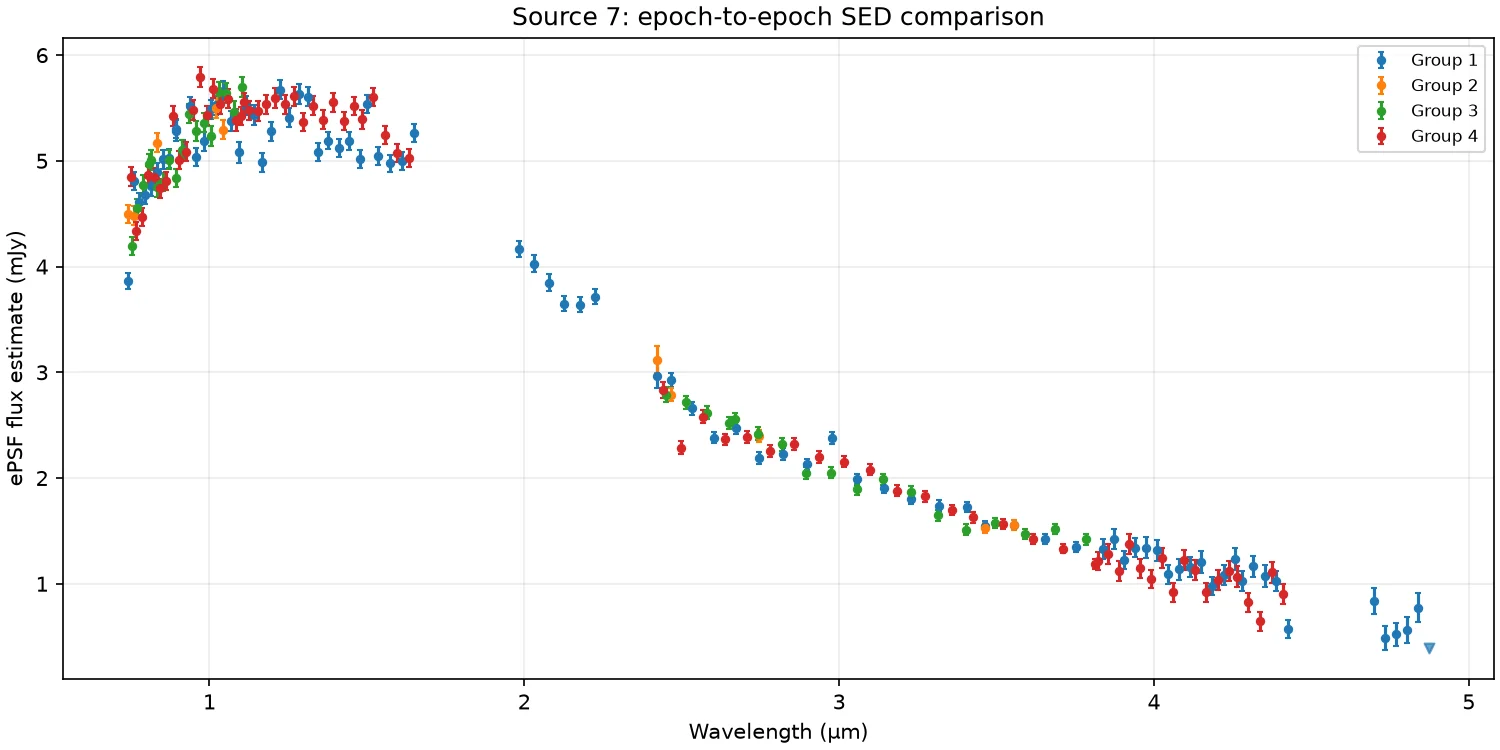 Source 7: epoch-to-epoch SED comparison
ePSF flux estimate (mJy)
6
5
4
3
2
1
Group 1
Group 2
Group 3
Group 4
1 2 3 4 5
Wavelength (µm)